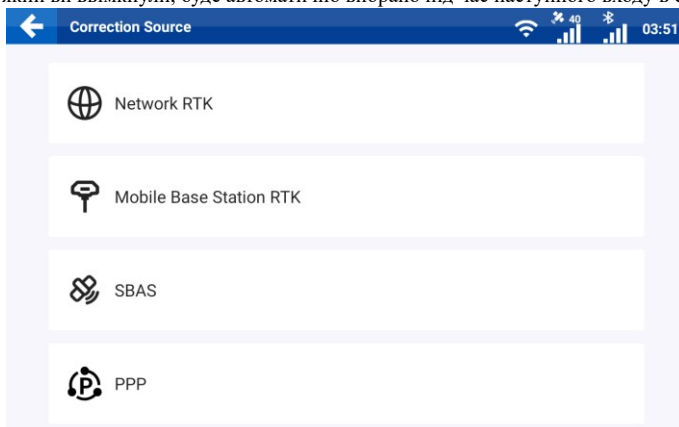 Correction Source 40 03:51
Network RTK
Mobile Base Station RTK
SBAS
P PPP